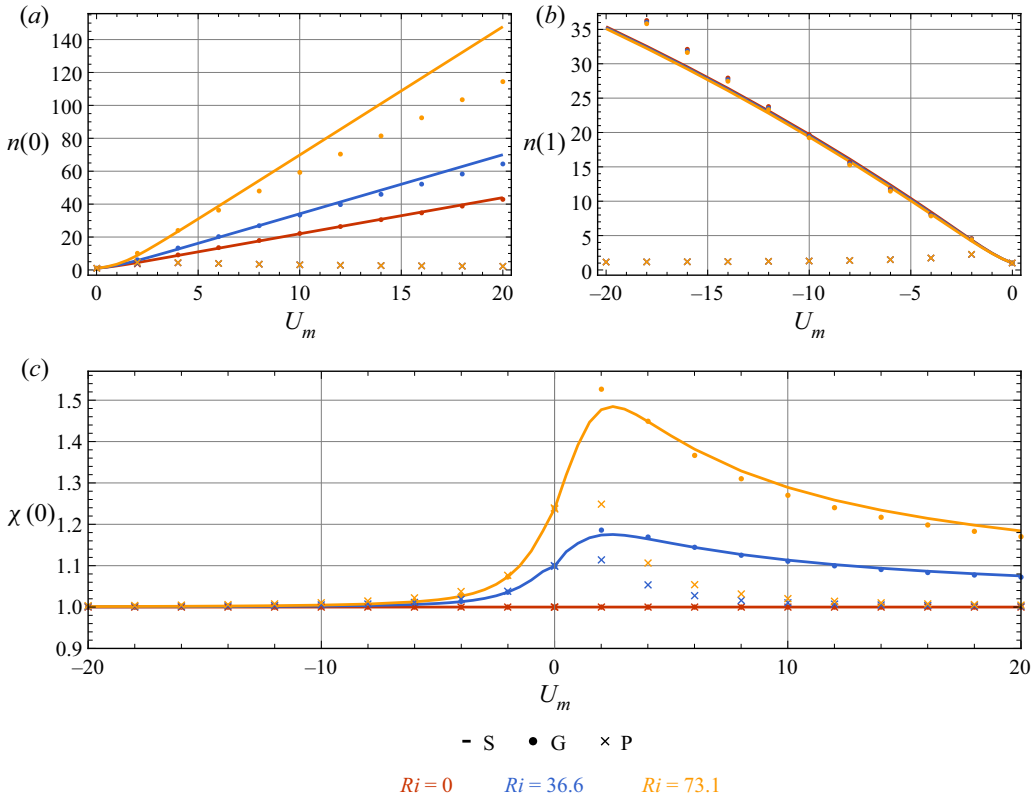 (a)
140
120
100
80
60
40
20
0
n(0)
0 5 10 15 20
U_m
(b)
35
30
25
20
15
10
5
0
n(1)
−20 −15 −10 −5 0
U_m
(c)
1.5
1.4
1.3
1.2
1.1
1.0
0.9
χ(0)
−20 −10 0 10 20
U_m
S G P
Ri = 0 Ri = 36.6 Ri = 73.1